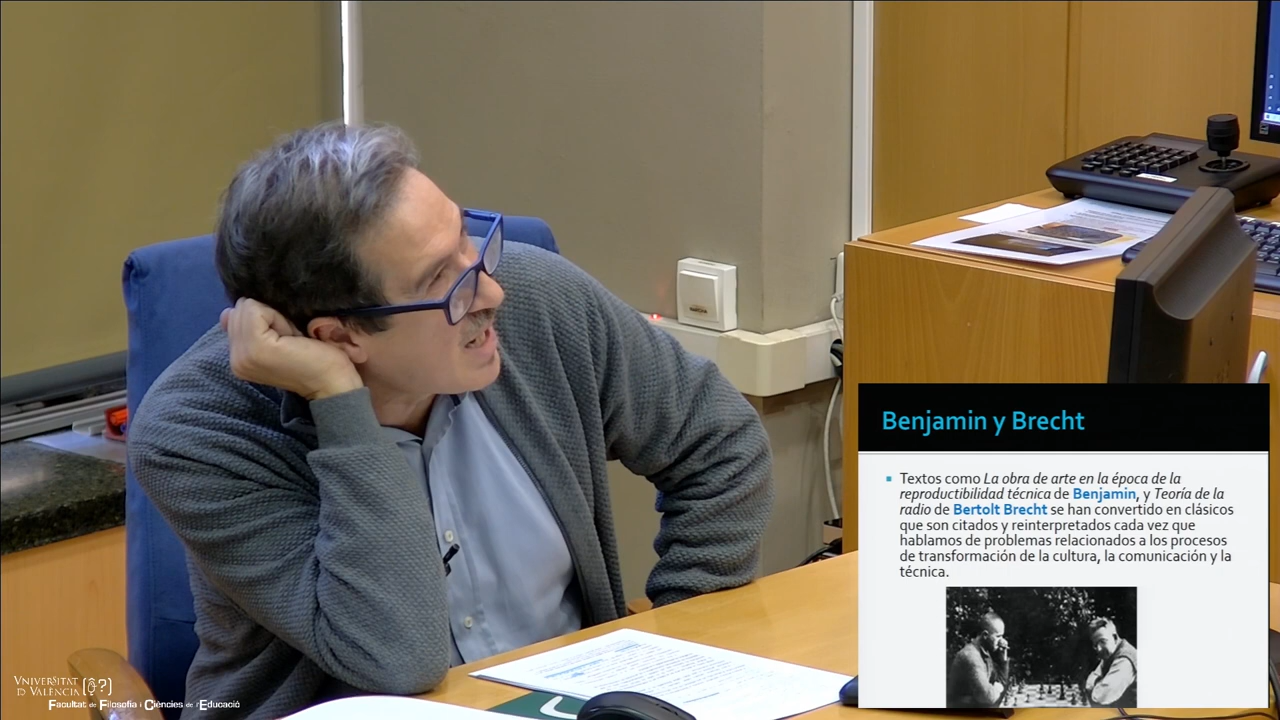 Benjamin y Brecht
Textos como La obra de arte en la época de la
reproductibilidad técnica de Benjamin, y Teoría de la
radio de Bertolt Brecht se han convertido en clásicos
que son citados y reinterpretados cada vez que
hablamos de problemas relacionados a los procesos
de transformación de la cultura, la comunicación y la
técnica.
VNIVERSITAT
D VALÈNCIA
Facultat de Filosofia i Ciències de l'Educació